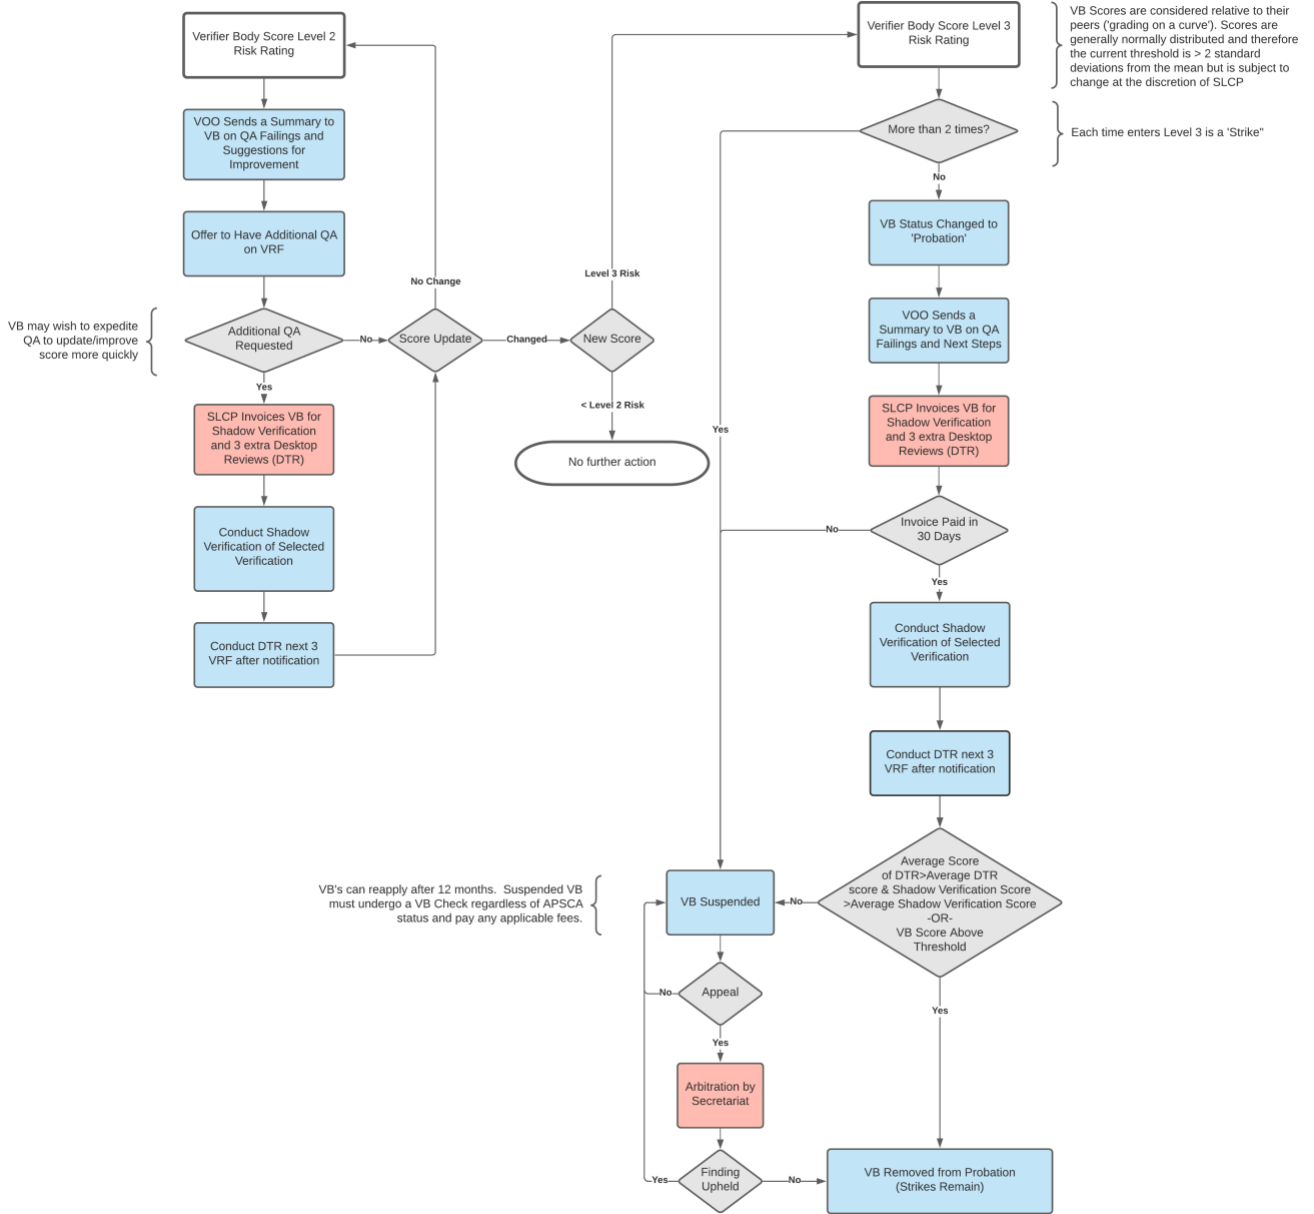 Verifier Body Score Level 2
Risk Rating
VOO Sends a Summary to
VB on QA Failings and
Suggestions for
Improvement
Offer to Have Additional QA
on VRF
VB may wish to expedite
QA to update/improve
score more quickly
Additional QA
Requested
No
Score Update
No Change
Changed
New Score
Level 3 Risk
< Level 2 Risk
No further action
Yes
SLCP Invoices VB for
Shadow Verification
and 3 extra Desktop
Reviews (DTR)
Conduct Shadow
Verification of Selected
Verification
Conduct DTR next 3
VRF after notification
Verifier Body Score Level 3
Risk Rating
VB Scores are considered relative to their
peers ('grading on a curve'). Scores are
generally normally distributed and therefore
the current threshold is > 2 standard
deviations from the mean but is subject to
change at the discretion of SLCP
More than 2 times?
Each time enters Level 3 is a 'Strike"
Yes
No
VB Status Changed to
'Probation'
VOO Sends a
Summary to VB on QA
Failings and Next Steps
SLCP Invoices VB for
Shadow Verification
and 3 extra Desktop
Reviews (DTR)
Invoice Paid in
30 Days
No
Yes
Conduct Shadow
Verification of Selected
Verification
Conduct DTR next 3
VRF after notification
Average Score
of DTR>Average DTR
score & Shadow Verification Score
>Average Shadow Verification Score
-OR-
VB Score Above
Threshold
No
Yes
VB Suspended
VB's can reapply after 12 months.  Suspended VB
must undergo a VB Check regardless of APSCA
status and pay any applicable fees.
Appeal
No
Yes
Arbitration by
Secretariat
Finding
Upheld
Yes
No
VB Removed from Probation
(Strikes Remain)